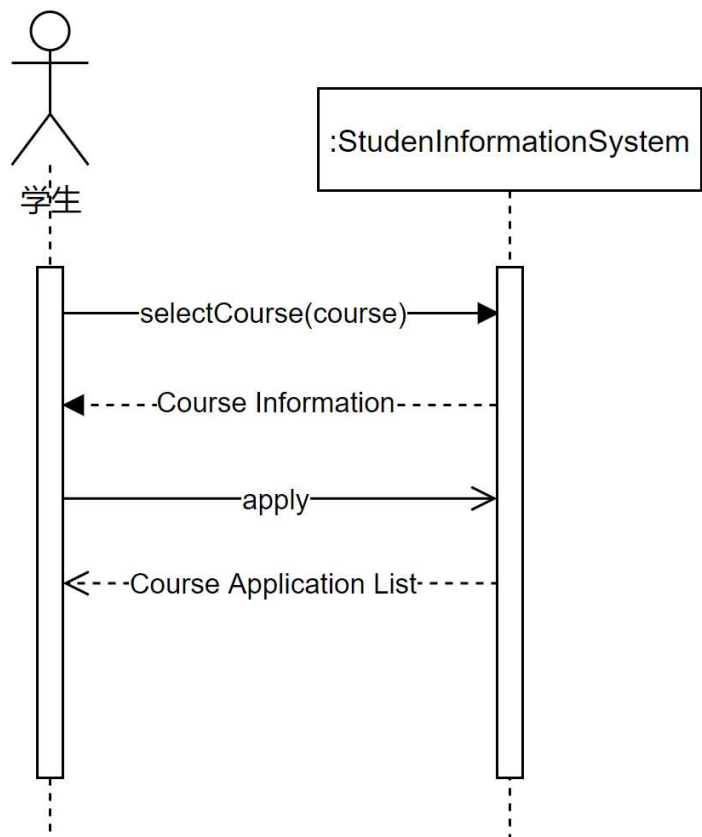 :StudenInformationSystem
学生
selectCourse(course)
Course Information
apply
Course Application List